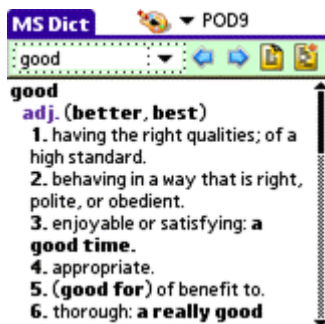 MS Dict POD9
good
good
adj. (better, best)
1. having the right qualities; of a
high standard.
2. behaving in a way that is right,
polite, or obedient.
3. enjoyable or satisfying: a
good time.
4. appropriate.
5. (good for) of benefit to.
6. thorough: a really good